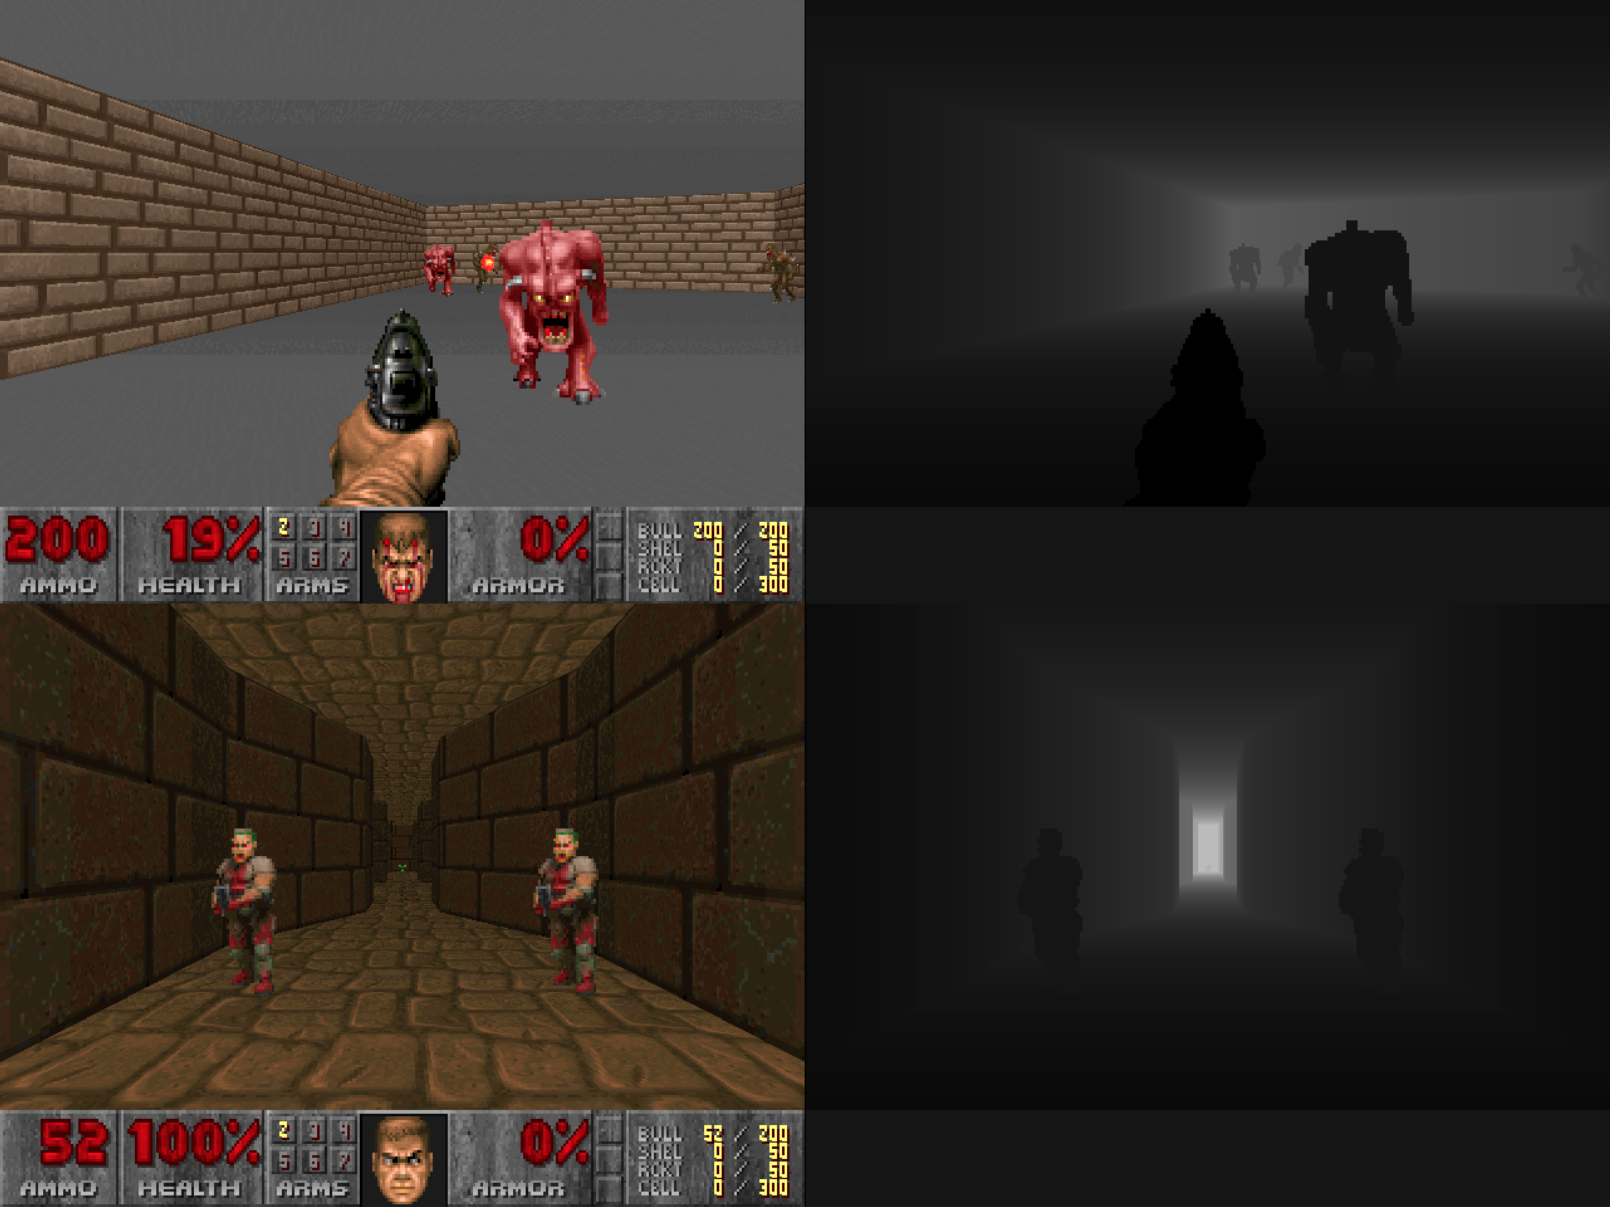 200 19% 2 3 4 0% BULL 200 / 200
SHEL 0 / 50
5 6 7 RCKT 0 / 50
AMMO HEALTH ARMS ARMOR CELL 0 / 300
52 100% 2 3 4 0% BULL 52 / 200
SHEL 0 / 50
5 6 7 RCKT 0 / 50
AMMO HEALTH ARMS ARMOR CELL 0 / 300